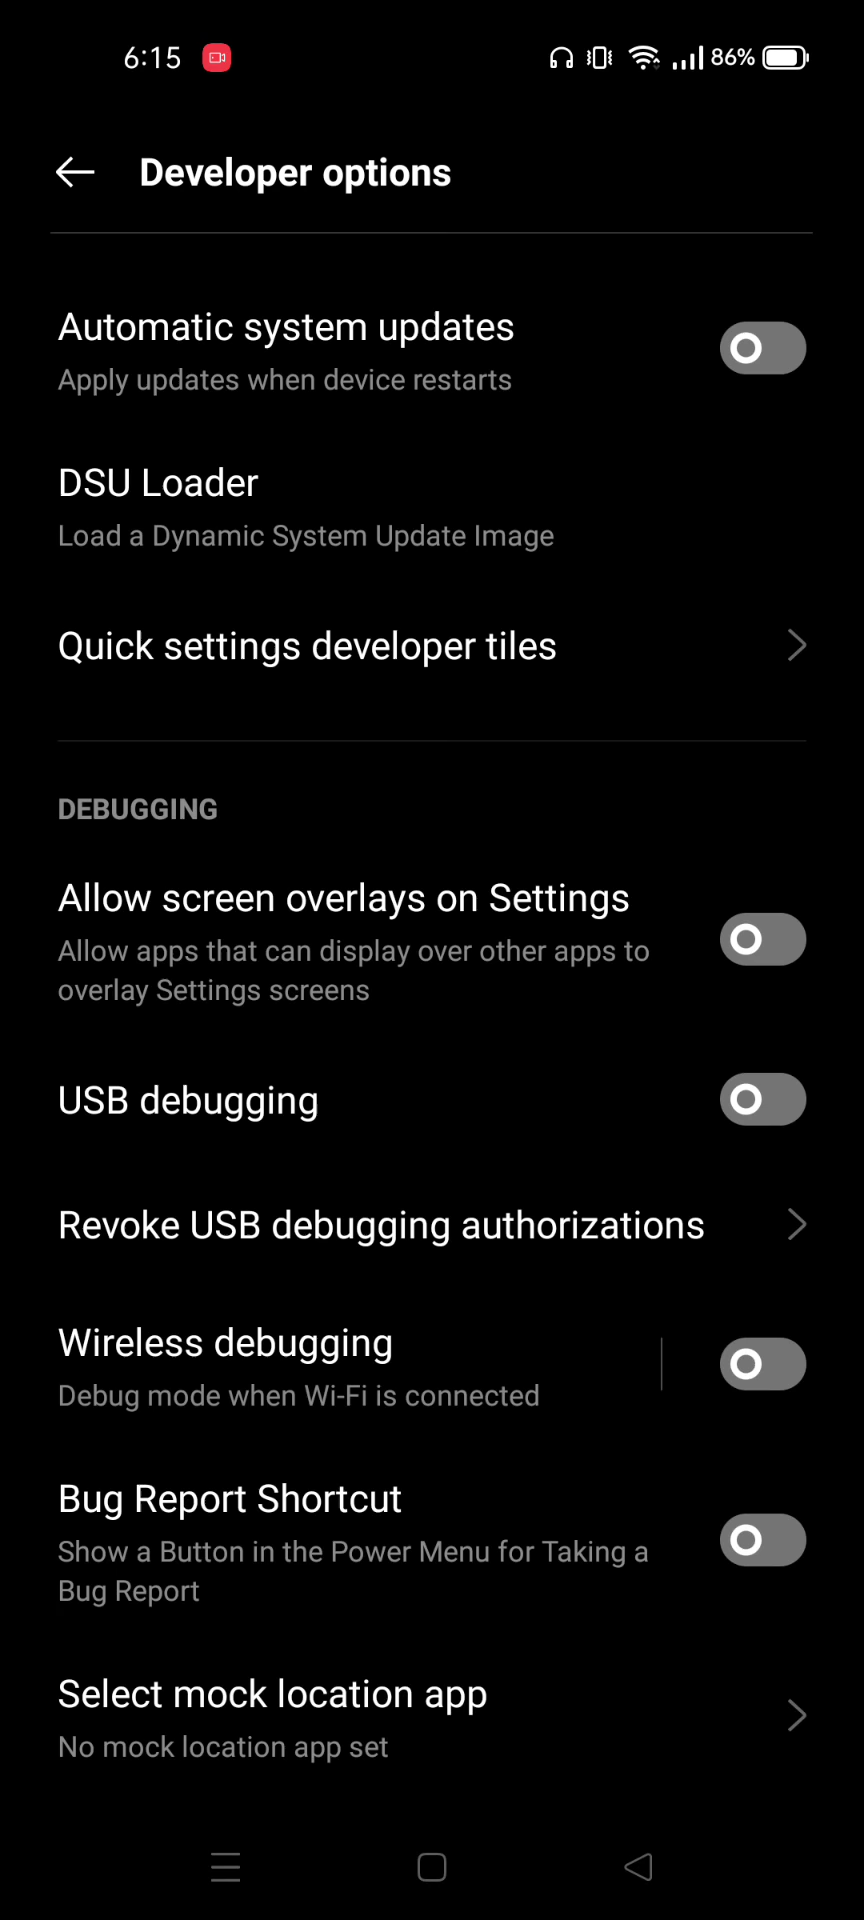 6:15
86%
Developer options
Automatic system updates
Apply updates when device restarts
DSU Loader
Load a Dynamic System Update Image
Quick settings developer tiles
DEBUGGING
Allow screen overlays on Settings
Allow apps that can display over other apps to
overlay Settings screens
USB debugging
Revoke USB debugging authorizations
Wireless debugging
Debug mode when Wi-Fi is connected
Bug Report Shortcut
Show a Button in the Power Menu for Taking a
Bug Report
Select mock location app
No mock location app set